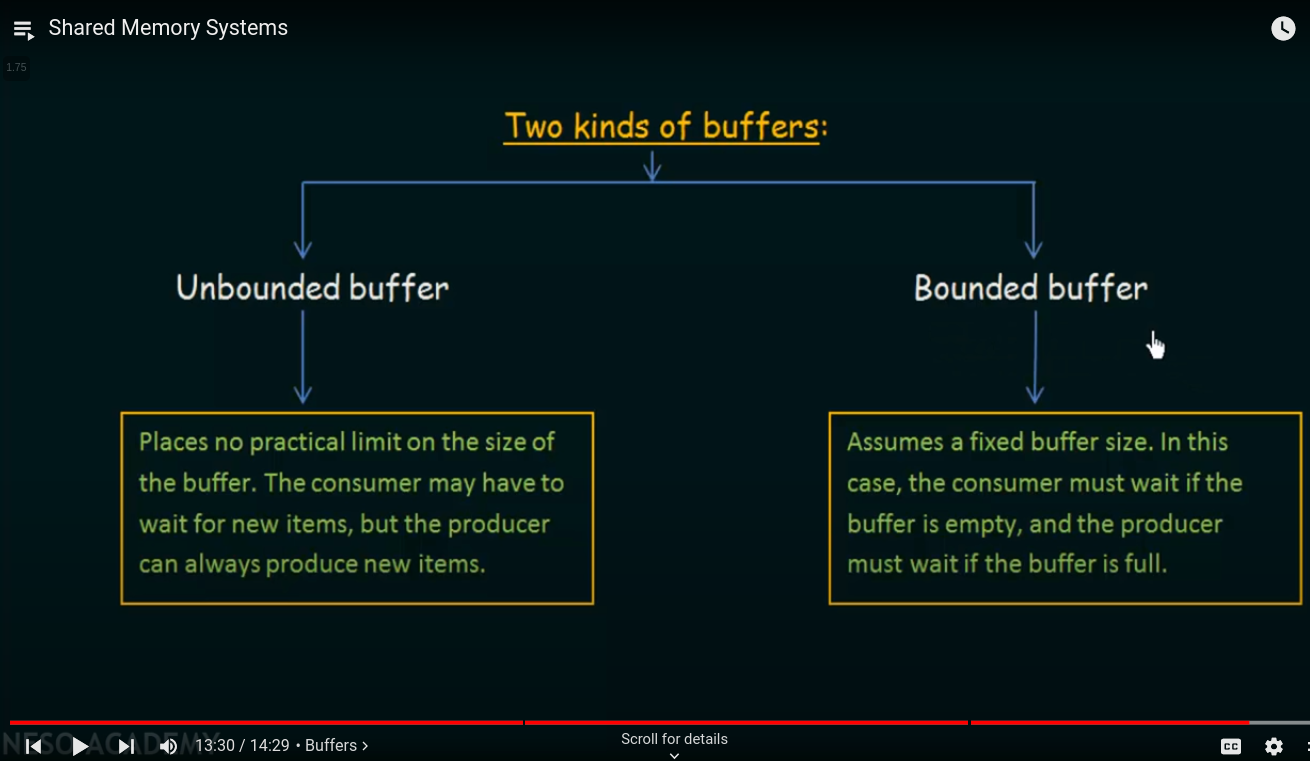 Shared Memory Systems
1.75
Two kinds of buffers:
Unbounded buffer
Bounded buffer
Places no practical limit on the size of
the buffer. The consumer may have to
wait for new items, but the producer
can always produce new items.
Assumes a fixed buffer size. In this
case, the consumer must wait if the
buffer is empty, and the producer
must wait if the buffer is full.
NESO ACADEMY
13:30 / 14:29 • Buffers >
Scroll for details
CC